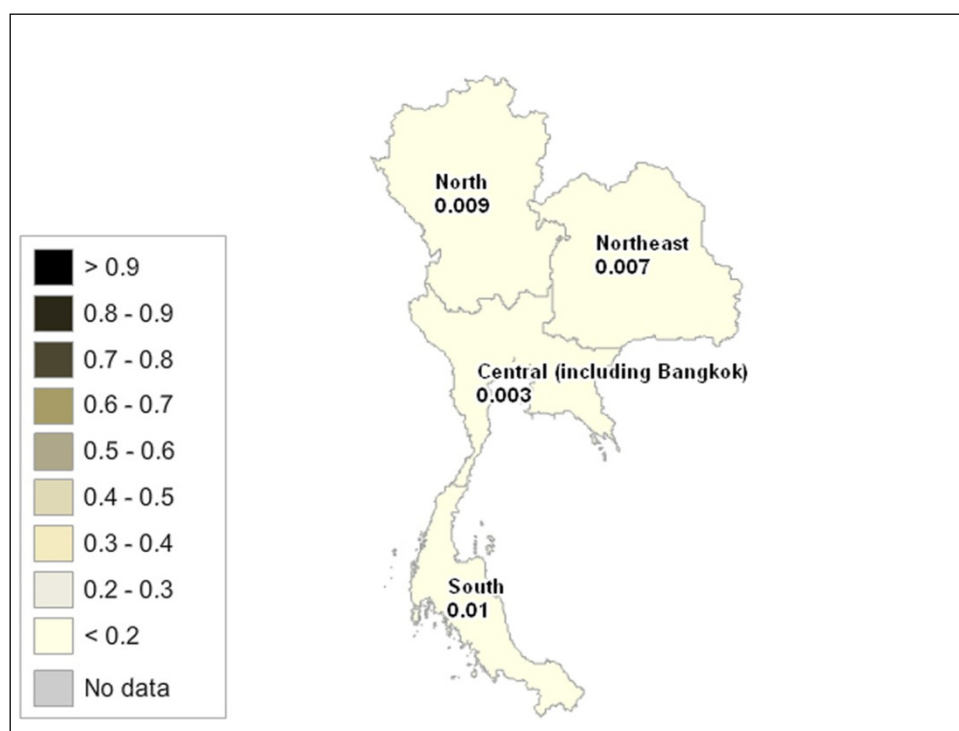 North
0.009
Northeast
0.007
Central (including Bangkok)
0.003
South
0.01
> 0.9
0.8 - 0.9
0.7 - 0.8
0.6 - 0.7
0.5 - 0.6
0.4 - 0.5
0.3 - 0.4
0.2 - 0.3
< 0.2
No data